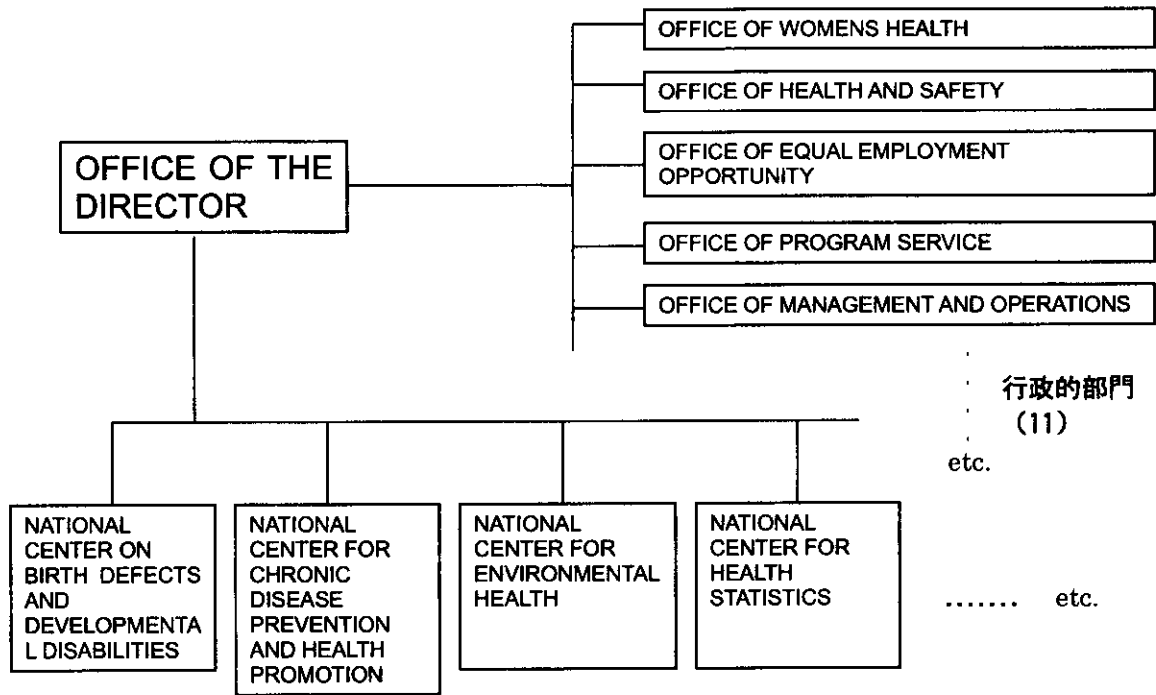 OFFICE OF WOMENS HEALTH
OFFICE OF HEALTH AND SAFETY
OFFICE OF EQUAL EMPLOYMENT
OPPORTUNITY
OFFICE OF PROGRAM SERVICE
OFFICE OF MANAGEMENT AND OPERATIONS
OFFICE OF THE
DIRECTOR
行政的部門
(11)
etc.
NATIONAL
CENTER ON
BIRTH DEFECTS
AND
DEVELOPMENTA
L DISABILITIES
NATIONAL
CENTER FOR
CHRONIC
DISEASE
PREVENTION
AND HEALTH
PROMOTION
NATIONAL
CENTER FOR
ENVIRONMENTAL
HEALTH
NATIONAL
CENTER FOR
HEALTH
STATISTICS
....... etc.